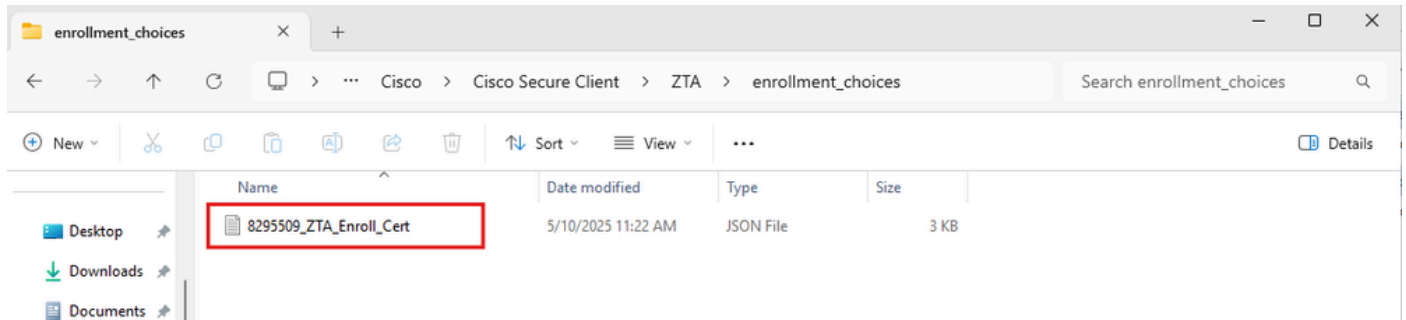 enrollment_choices
Cisco > Cisco Secure Client > ZTA > enrollment_choices
Search enrollment_choices
New
Sort
View
Details
Name
Date modified
Type
Size
8295509_ZTA_Enroll_Cert
5/10/2025 11:22 AM
JSON File
3 KB
Desktop
Downloads
Documents